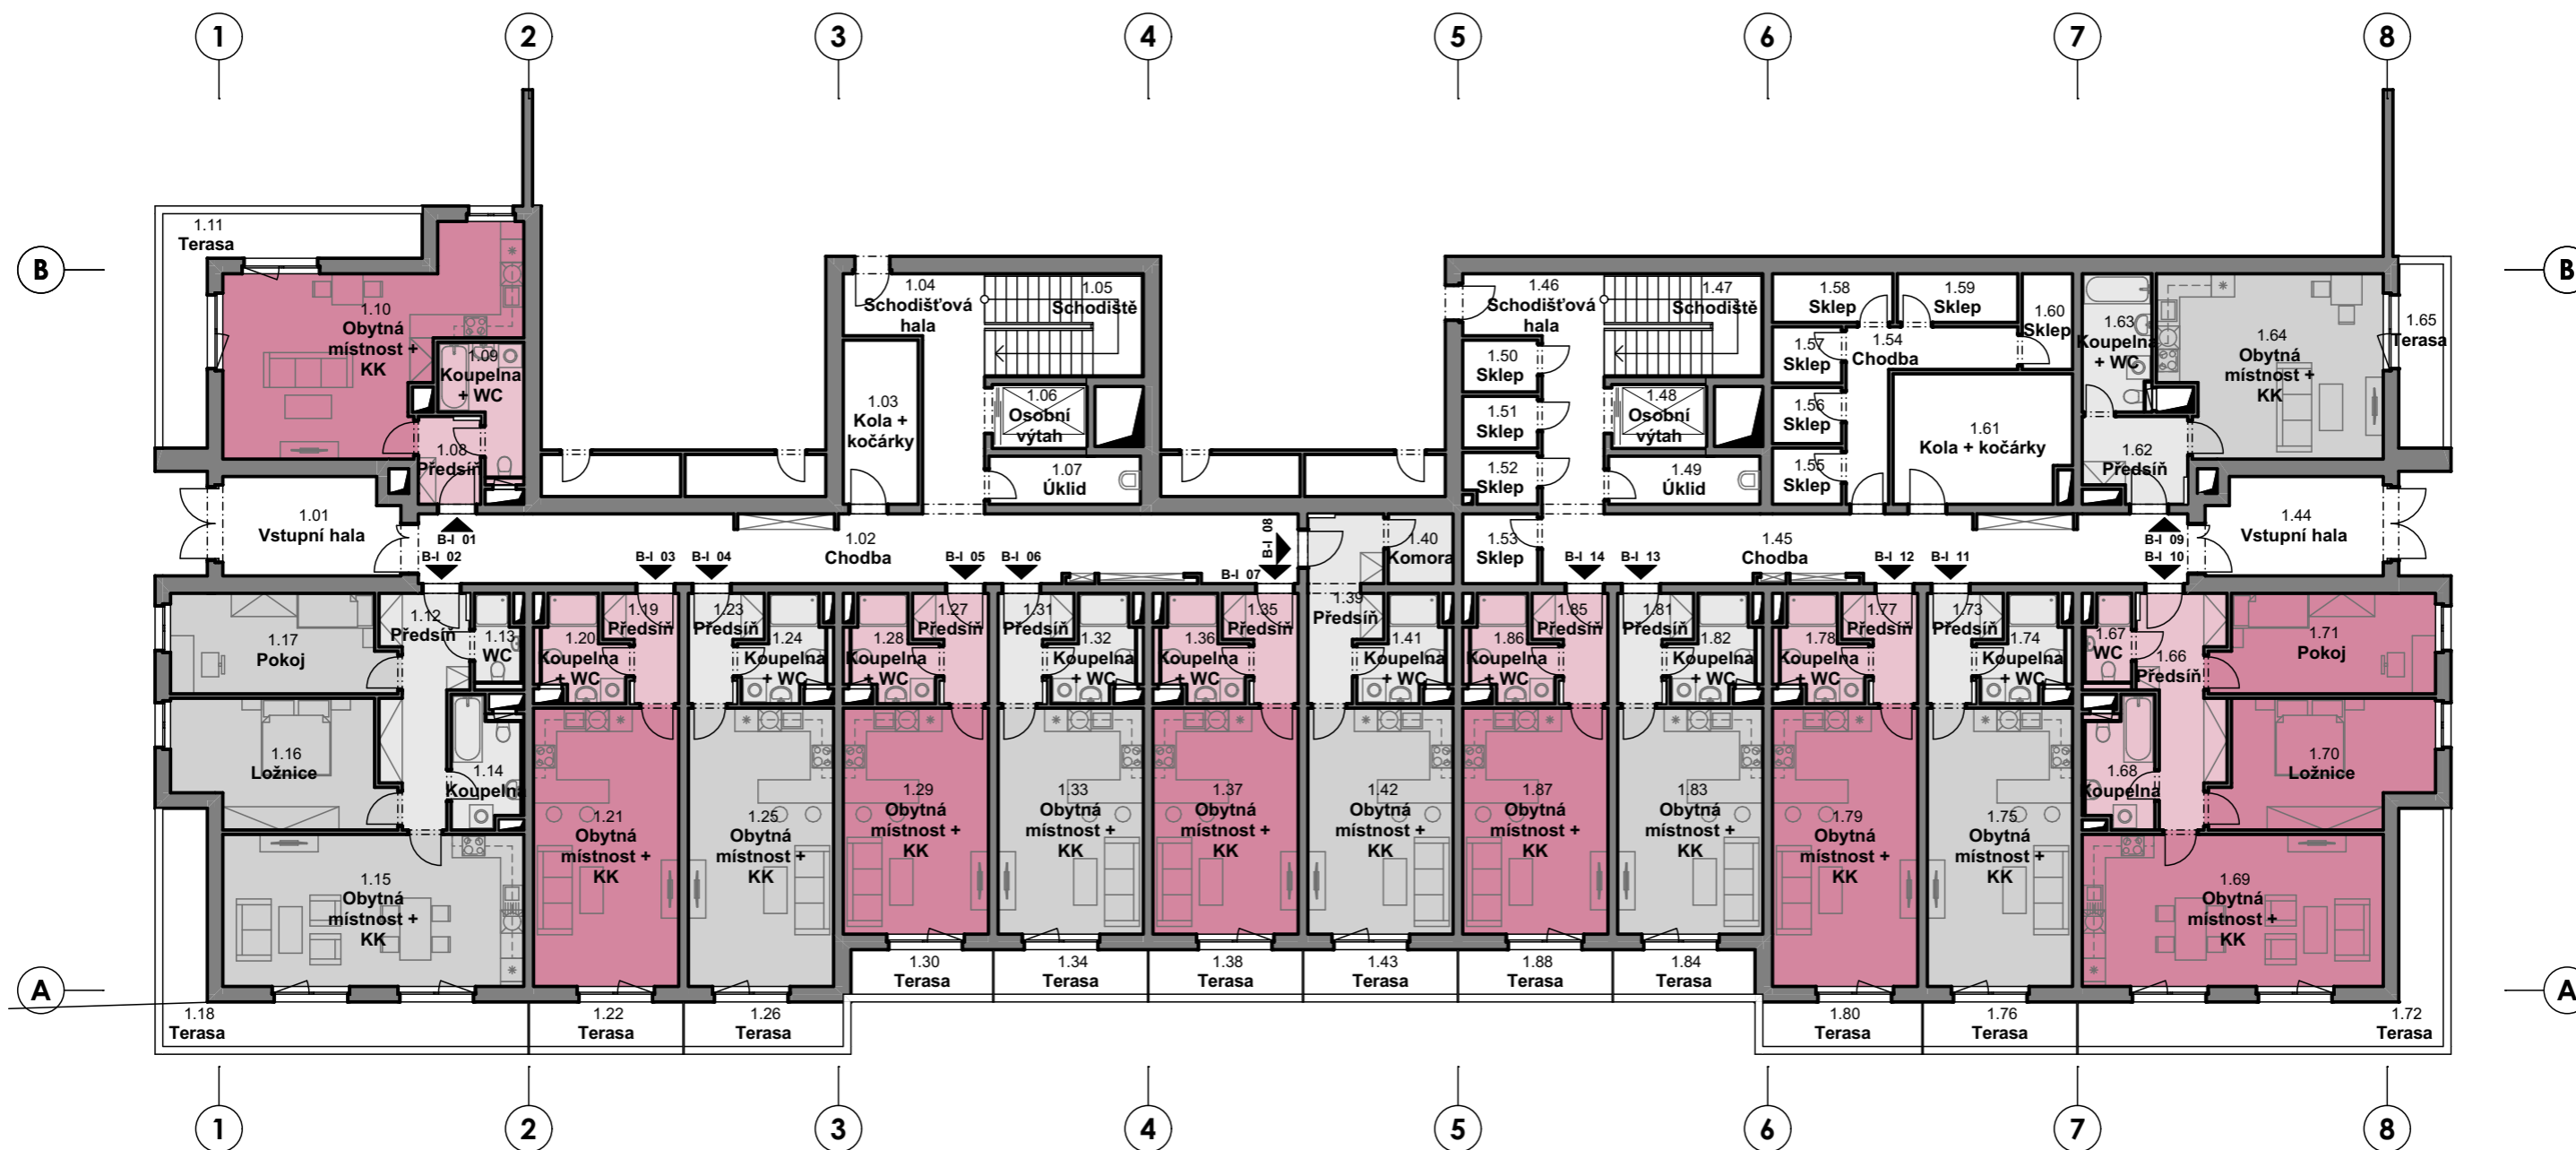 1
2
3
4
5
6
7
8
B
B
1.11
Terasa
1.10
Obytná
místnost +
KK
1.09
Koupelna
+ WC
1.08
Předsíň
1.04
Schodišťová
hala
1.05
Schodiště
1.03
Kola +
kočárky
1.06
Osobní
výtah
1.07
Úklid
1.46
Schodišťová
hala
1.47
Schodiště
1.50
Sklep
1.51
Sklep
1.52
Sklep
1.48
Osobní
výtah
1.49
Úklid
1.58
Sklep
1.59
Sklep
1.60
Sklep
1.57
Sklep
1.54
Chodba
1.56
Sklep
1.55
Sklep
1.61
Kola + kočárky
1.63
Koupelna
+ WC
1.64
Obytná
místnost +
KK
1.65
Terasa
1.62
Předsíň
1.01
Vstupní hala
B-I 01
B-I 02
B-I 03
B-I 04
1.02
Chodba
B-I 05
B-I 06
B-I 07
B-I 08
1.40
Komora
1.53
Sklep
B-I 14
B-I 13
1.45
Chodba
B-I 12
B-I 11
B-I 09
B-I 10
1.44
Vstupní hala
1.17
Pokoj
1.12
Předsíň
1.13
WC
1.16
Ložnice
1.14
Koupelna
1.15
Obytná
místnost +
KK
1.18
Terasa
1.19
Předsíň
1.20
Koupelna
+ WC
1.21
Obytná
místnost +
KK
1.22
Terasa
1.23
Předsíň
1.24
Koupelna
+ WC
1.25
Obytná
místnost +
KK
1.26
Terasa
1.27
Předsíň
1.28
Koupelna
+ WC
1.29
Obytná
místnost +
KK
1.30
Terasa
1.31
Předsíň
1.32
Koupelna
+ WC
1.33
Obytná
místnost +
KK
1.34
Terasa
1.35
Předsíň
1.36
Koupelna
+ WC
1.37
Obytná
místnost +
KK
1.38
Terasa
1.39
Předsíň
1.41
Koupelna
+ WC
1.42
Obytná
místnost +
KK
1.43
Terasa
1.85
Předsíň
1.86
Koupelna
+ WC
1.87
Obytná
místnost +
KK
1.88
Terasa
1.81
Předsíň
1.82
Koupelna
+ WC
1.83
Obytná
místnost +
KK
1.84
Terasa
1.77
Předsíň
1.78
Koupelna
+ WC
1.79
Obytná
místnost +
KK
1.80
Terasa
1.73
Předsíň
1.74
Koupelna
+ WC
1.75
Obytná
místnost +
KK
1.76
Terasa
1.67
WC
1.66
Předsíň
1.71
Pokoj
1.70
Ložnice
1.68
Koupelna
1.69
Obytná
místnost +
KK
1.72
Terasa
A
A
1
2
3
4
5
6
7
8